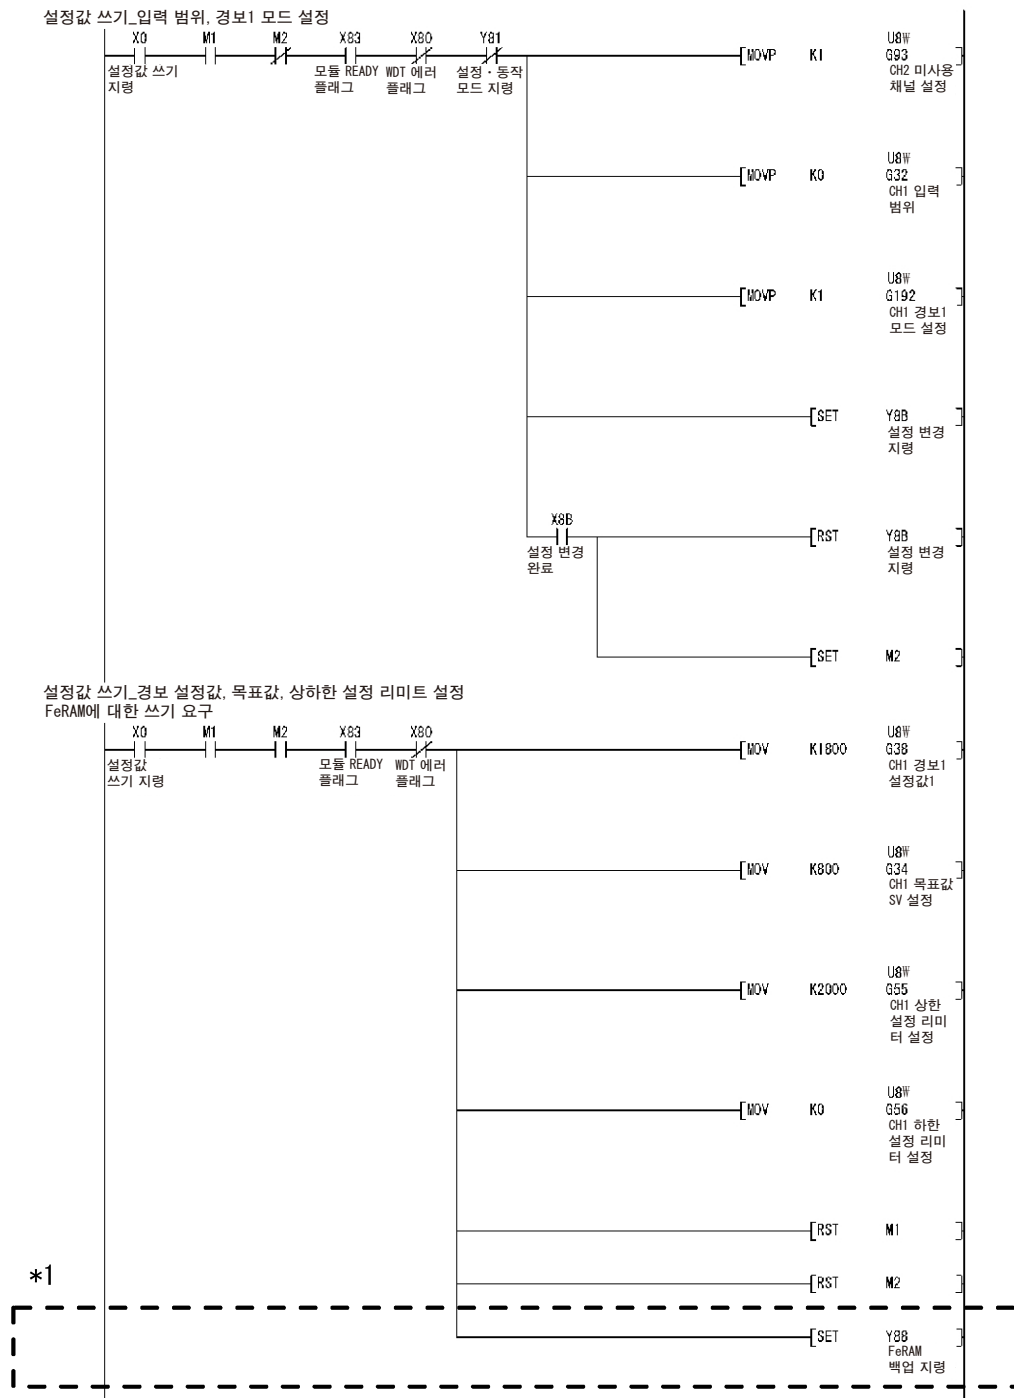 설정값 쓰기_입력 범위, 경보1 모드 설정
X0 M1 M2 X83 X80 Y81 U8₩
[MOVP K1 G93 ]
설정값 쓰기 모듈 READY WDT 에러 설정・동작 CH2 미사용
지령 플래그 플래그 모드 지령 채널 설정
U8₩
[MOVP K0 G32 ]
CH1 입력
범위
U8₩
[MOVP K1 G192 ]
CH1 경보1
모드 설정
[SET Y8B ]
설정 변경
지령
X8B
[RST Y8B ]
설정 변경 설정 변경
완료 지령
[SET M2 ]
설정값 쓰기_경보 설정값, 목표값, 상하한 설정 리미트 설정
FeRAM에 대한 쓰기 요구
X0 M1 M2 X83 X80 U8₩
[MOV K1800 G38 ]
설정값 모듈 READY WDT 에러 CH1 경보1
쓰기 지령 플래그 플래그 설정값1
U8₩
[MOV K800 G34 ]
CH1 목표값
SV 설정
U8₩
[MOV K2000 G55 ]
CH1 상한
설정 리미
터 설정
U8₩
[MOV K0 G56 ]
CH1 하한
설정 리미
터 설정
[RST M1 ]
*1
[RST M2 ]
[SET Y88 ]
FeRAM
백업 지령